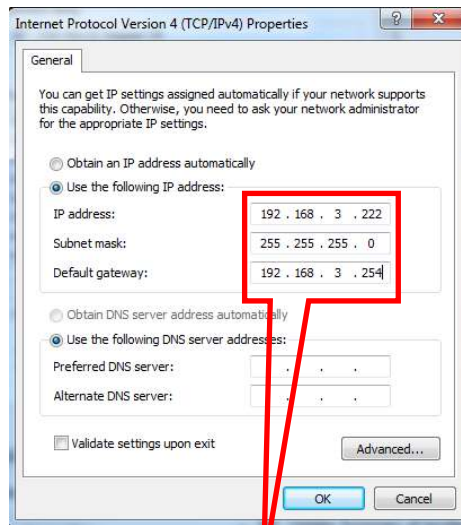 Internet Protocol Version 4 (TCP/IPv4) Properties
General
You can get IP settings assigned automatically if your network supports
this capability. Otherwise, you need to ask your network administrator
for the appropriate IP settings.
Obtain an IP address automatically
Use the following IP address:
IP address: 192 . 168 . 3 . 222
Subnet mask: 255 . 255 . 255 . 0
Default gateway: 192 . 168 . 3 . 254
Obtain DNS server address automatically
Use the following DNS server addresses:
Preferred DNS server: . . .
Alternate DNS server: . . .
Validate settings upon exit
Advanced...
OK Cancel